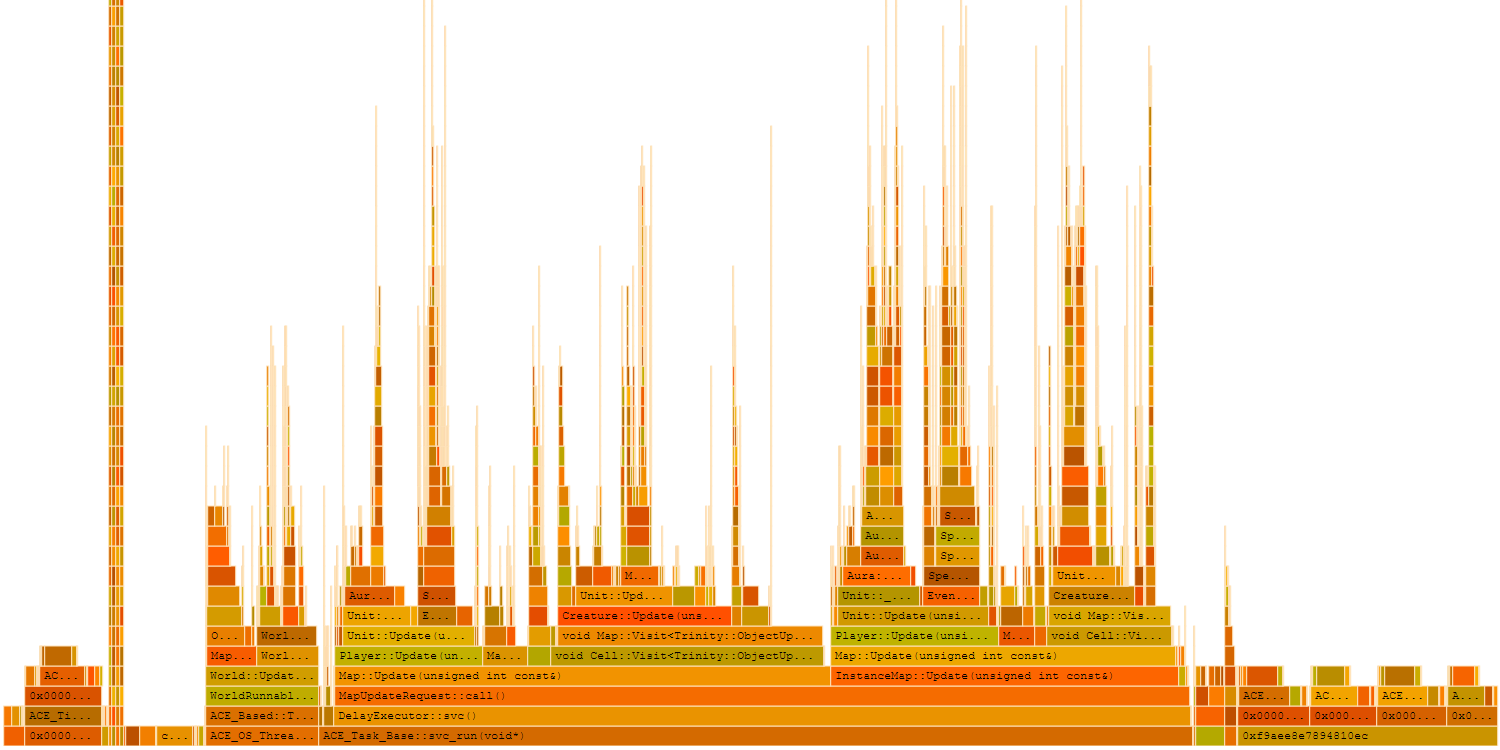 A...
S...
Au...
Sp...
Au...
Sp...
M...
Aura:...
Spe...
Unit...
Aur...
S...
Unit::Upd...
Unit::_...
Even...
Creature...
Unit:...
E...
Creature::Update(uns...
Unit::Update(unsi...
void Map::Vis...
O...
Worl...
Unit::Update(u...
void Map::Visit<Trinity::ObjectUp...
Player::Update(unsi...
M...
void Cell::Vi...
Map...
Worl...
Player::Update(un...
Ma...
void Cell::Visit<Trinity::ObjectUp...
Map::Update(unsigned int const&)
AC...
World::Updat...
Map::Update(unsigned int const&)
InstanceMap::Update(unsigned int const&)
0x0000...
WorldRunnabl...
MapUpdateRequest::call()
ACE...
AC...
ACE...
A...
ACE_Ti...
ACE_Based::T...
DelayExecutor::svc()
0x0000...
0x000...
0x000...
0x0...
0x0000...
c...
ACE_OS_Threa...
ACE_Task_Base::svc_run(void*)
0xf9aee8e7894810ec